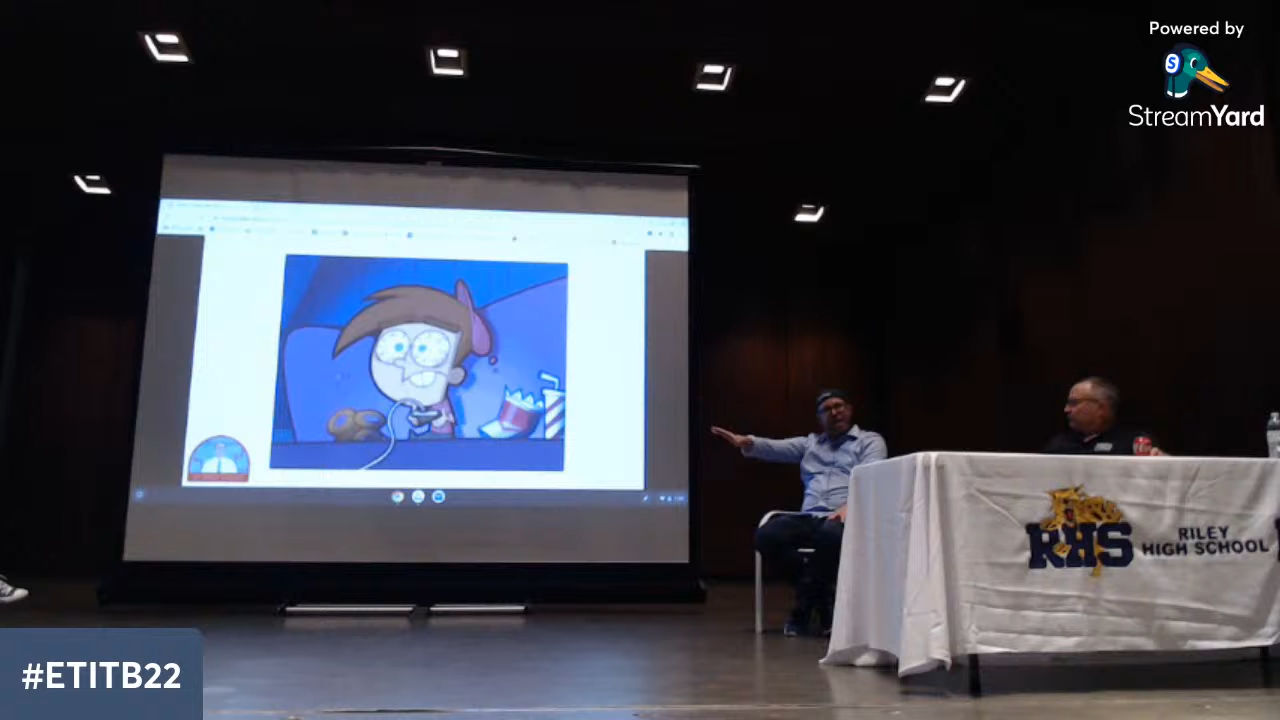 Powered by
S
StreamYard
RHS
RILEY
HIGH SCHOOL
#ETITB22